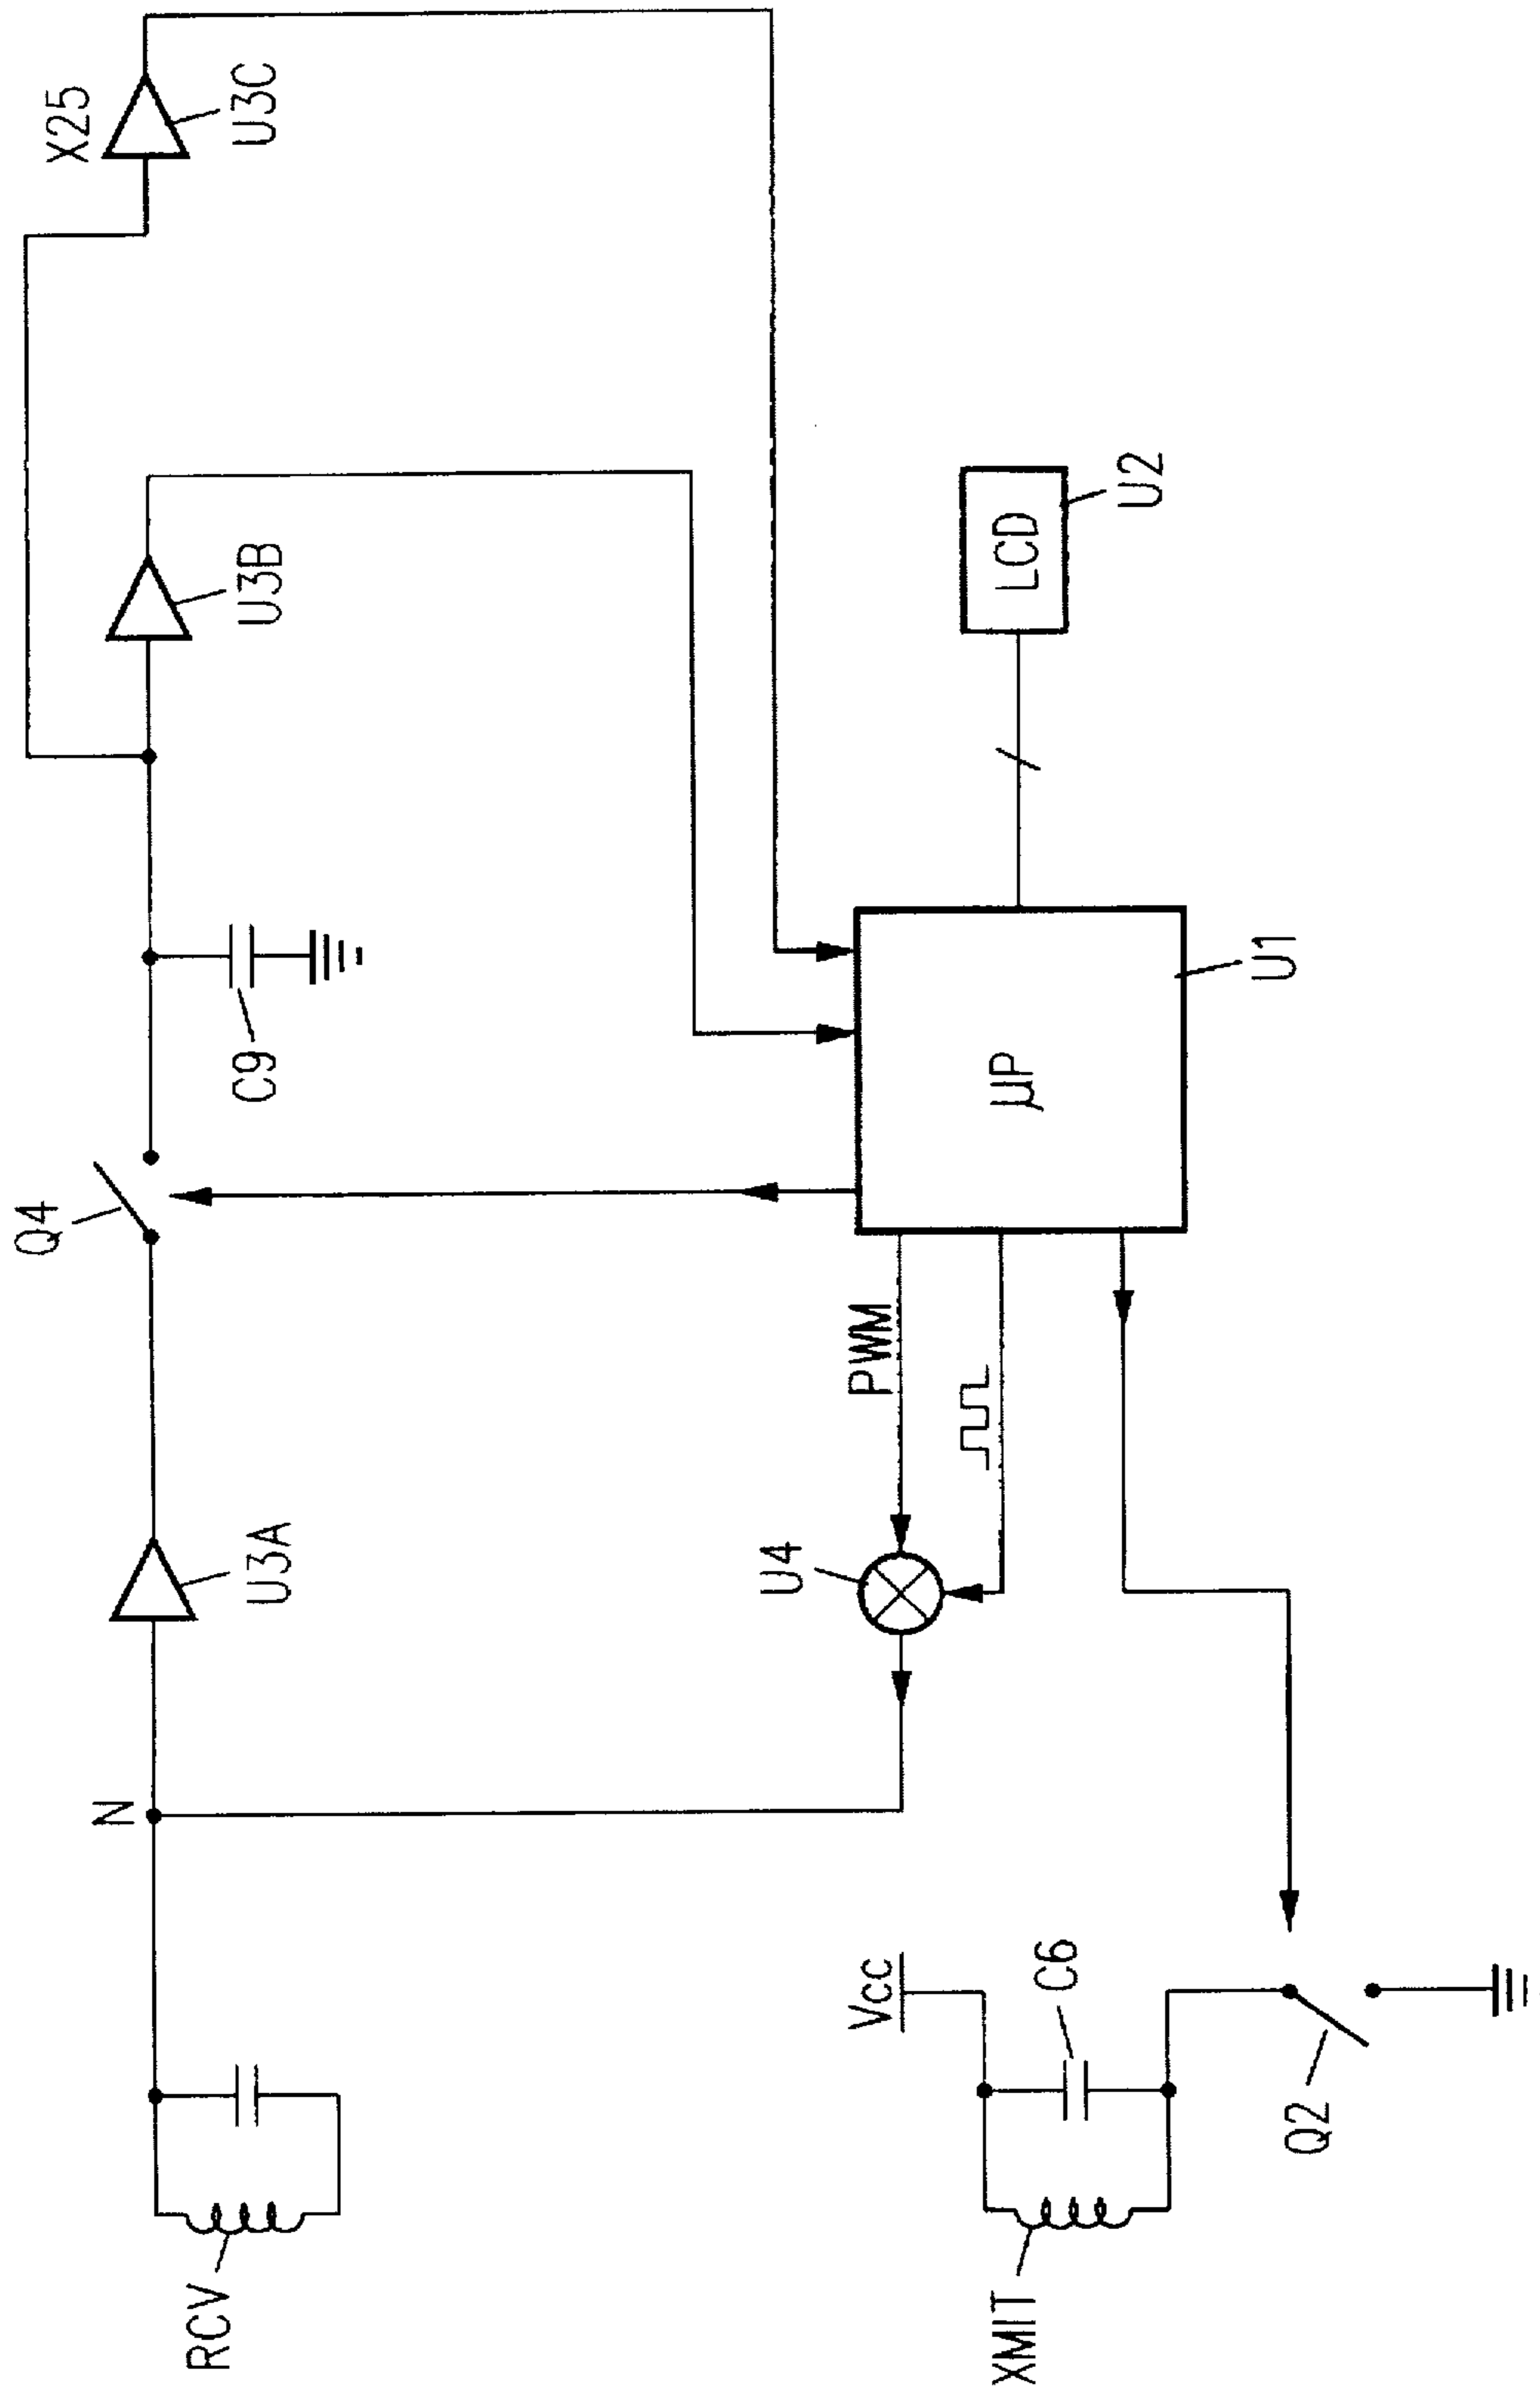 X25
U3C
U3B
Q4
C9
U3A
N
RCV
LCD
U2
µP
U1
PWM
U4
Vcc
C6
XMIT
Q2